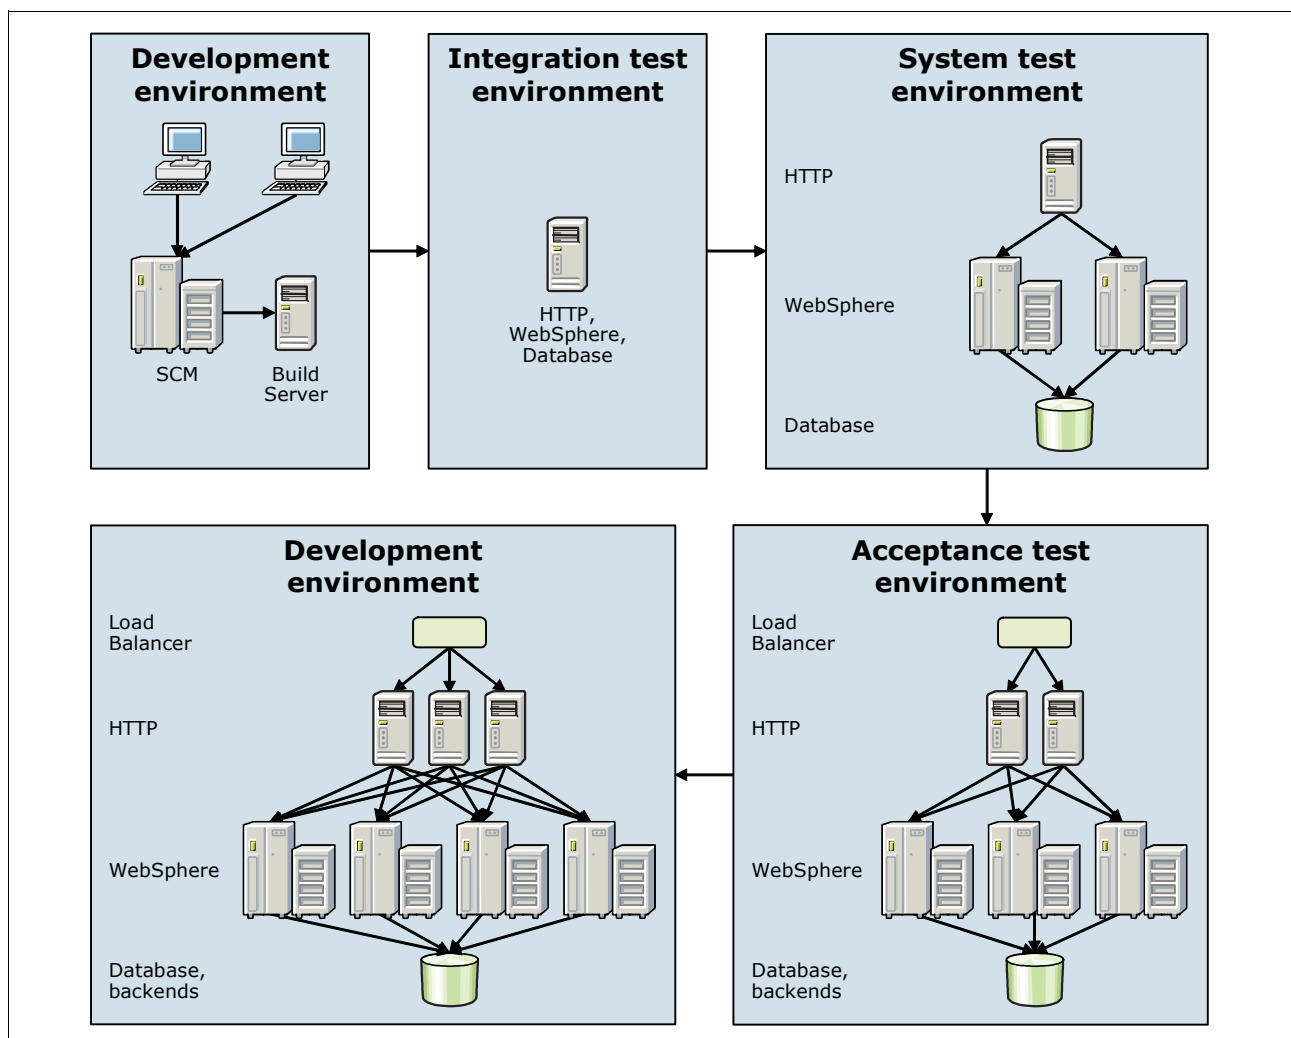 Development
environment
SCM
Build
Server
Integration test
environment
HTTP,
WebSphere,
Database
System test
environment
HTTP
WebSphere
Database
Development
environment
Load
Balancer
HTTP
WebSphere
Database,
backends
Acceptance test
environment
Load
Balancer
HTTP
WebSphere
Database,
backends